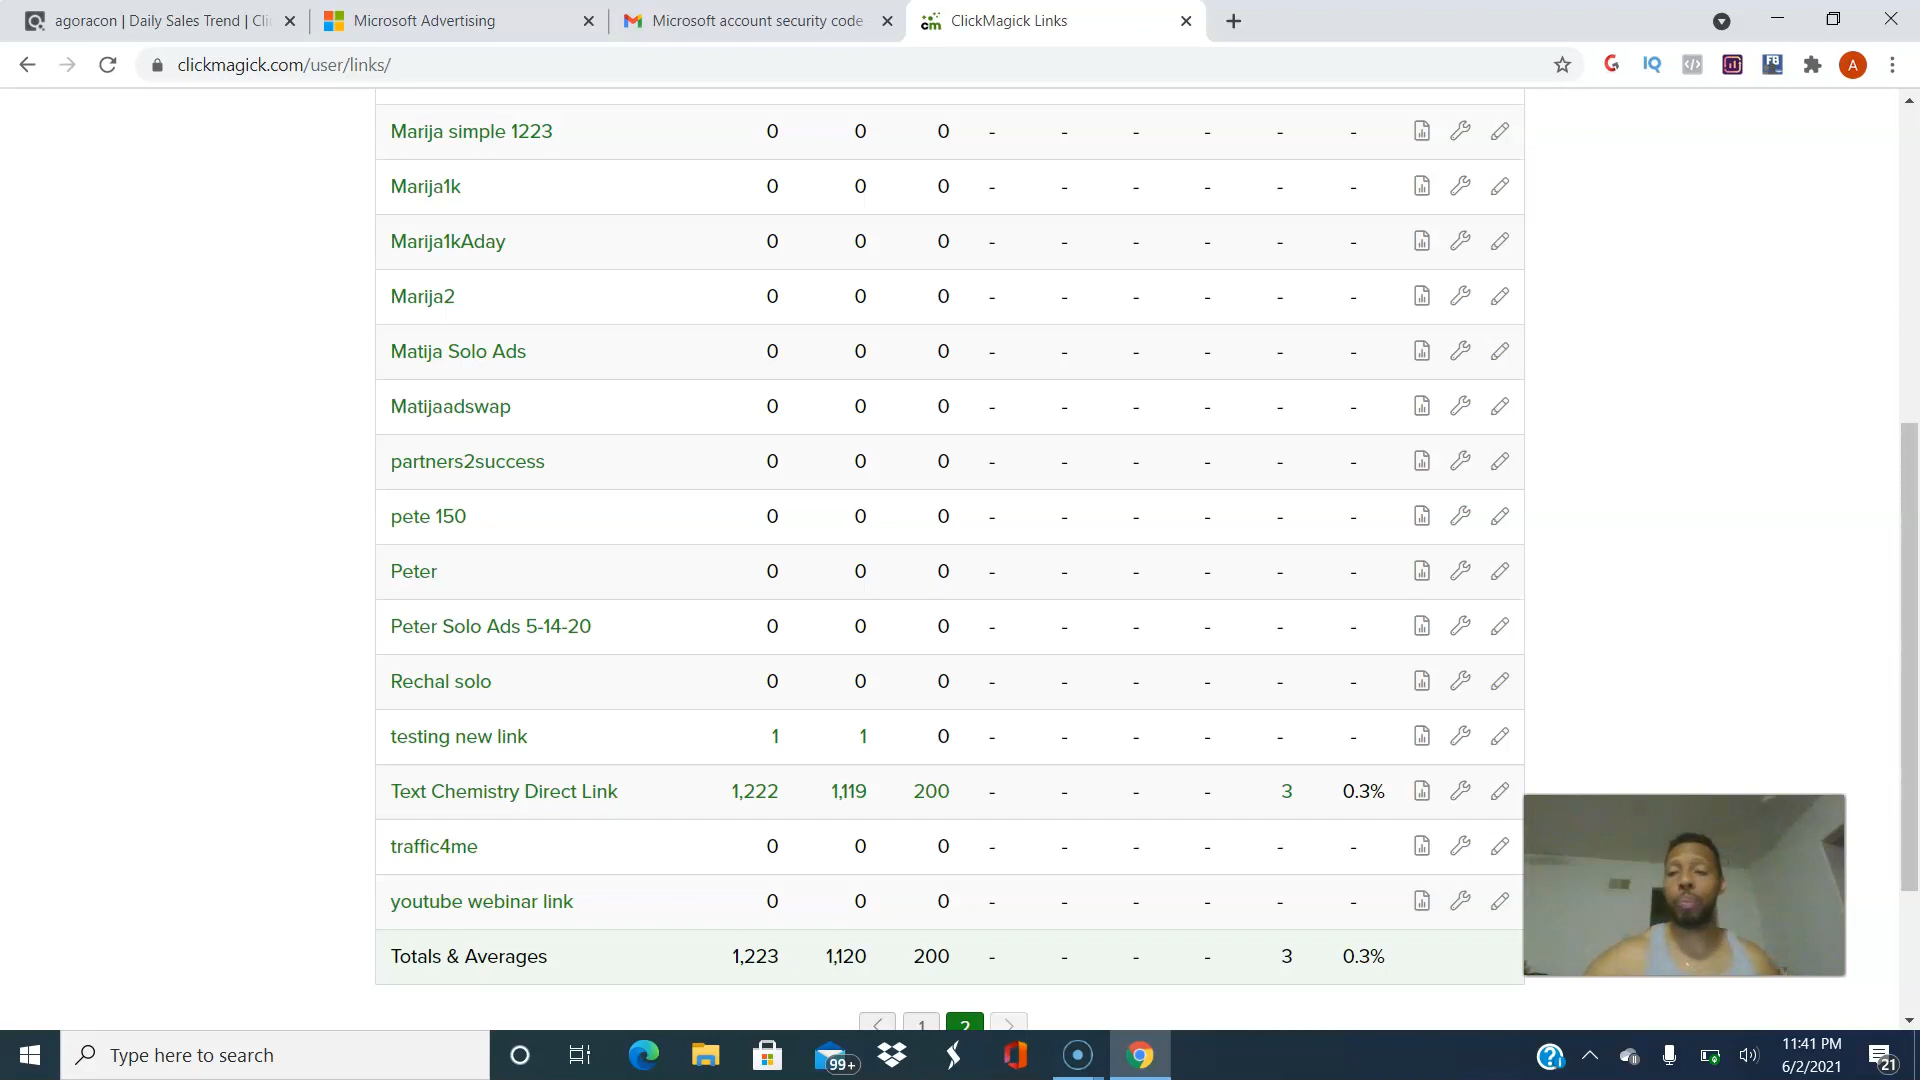 agoracon | Daily Sales Trend | Cli
Microsoft Advertising
Microsoft account security code
ClickMagick Links
clickmagick.com/user/links/
Marija simple 1223 0 0 0 - - - - - -
Marija1k 0 0 0 - - - - - -
Marija1kAday 0 0 0 - - - - - -
Marija2 0 0 0 - - - - - -
Matija Solo Ads 0 0 0 - - - - - -
Matijaadswap 0 0 0 - - - - - -
partners2success 0 0 0 - - - - - -
pete 150 0 0 0 - - - - - -
Peter 0 0 0 - - - - - -
Peter Solo Ads 5-14-20 0 0 0 - - - - - -
Rechal solo 0 0 0 - - - - - -
testing new link 1 1 0 - - - - - -
Text Chemistry Direct Link 1,222 1,119 200 - - - - 3 0.3%
traffic4me 0 0 0 - - - - - -
youtube webinar link 0 0 0 - - - - - -
Totals & Averages 1,223 1,120 200 - - - - 3 0.3%
1 2
Type here to search
99+
11:41 PM
6/2/2021
21
cm
IQ
FB
A